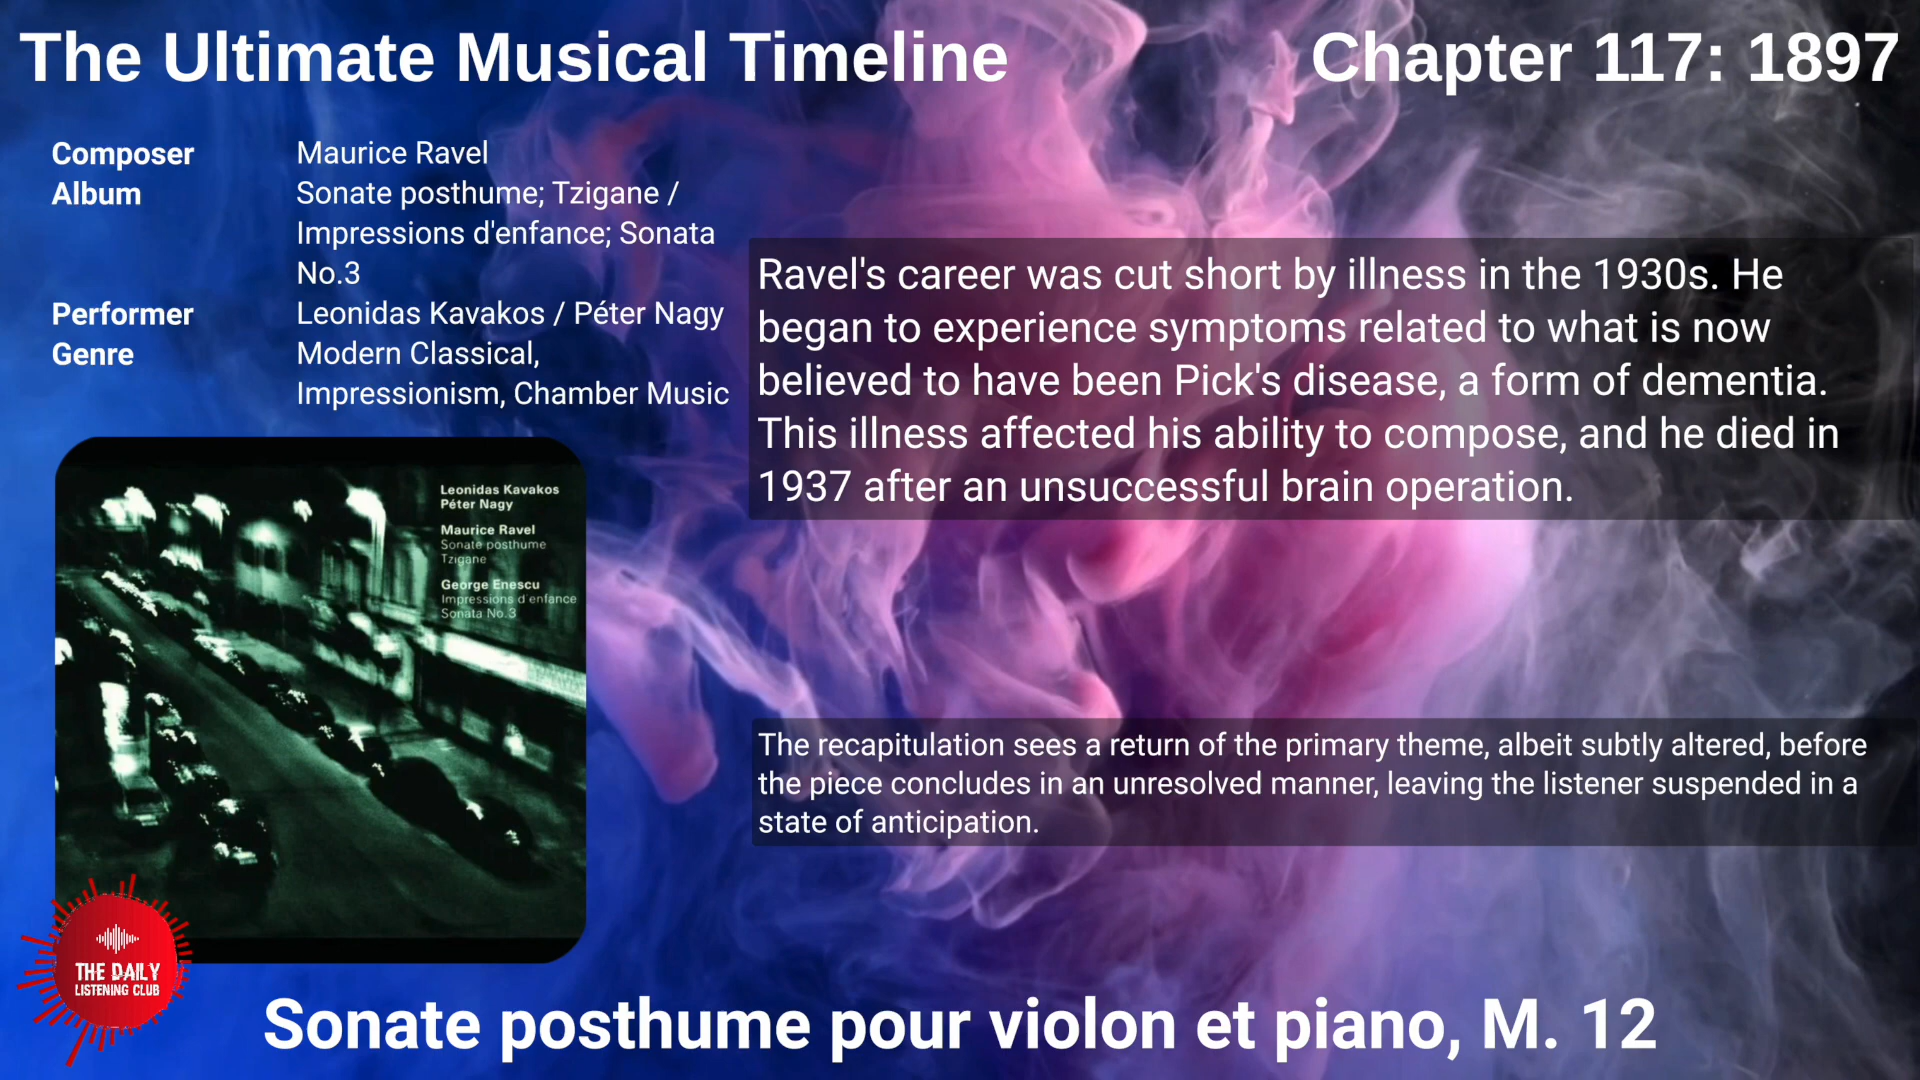 The Ultimate Musical Timeline
Chapter 117: 1897
Composer
Maurice Ravel
Album
Sonate posthume; Tzigane /
Impressions d'enfance; Sonata
No.3
Performer
Leonidas Kavakos / Péter Nagy
Genre
Modern Classical,
Impressionism, Chamber Music
Ravel's career was cut short by illness in the 1930s. He
began to experience symptoms related to what is now
believed to have been Pick's disease, a form of dementia.
This illness affected his ability to compose, and he died in
1937 after an unsuccessful brain operation.
Leonidas Kavakos
Péter Nagy
Maurice Ravel
Sonate posthume
Tzigane
George Enescu
Impressions d'enfance
Sonata No.3
The recapitulation sees a return of the primary theme, albeit subtly altered, before
the piece concludes in an unresolved manner, leaving the listener suspended in a
state of anticipation.
THE DAILY
LISTENING CLUB
Sonate posthume pour violon et piano, M. 12